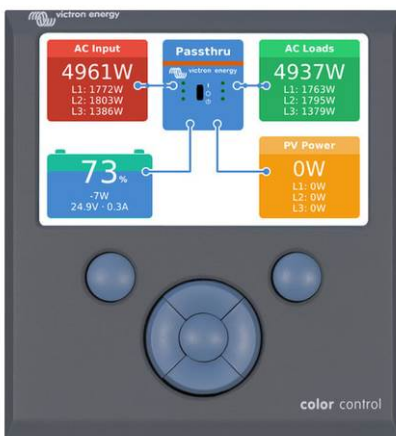 victron energy
AC Input
4961W
L1: 1772W
L2: 1803W
L3: 1386W
Passthru
victron energy
AC Loads
4937W
L1: 1763W
L2: 1795W
L3: 1379W
73%
-7W
24.9V · 0.3A
PV Power
0W
L1: 0W
L2: 0W
L3: 0W
color control